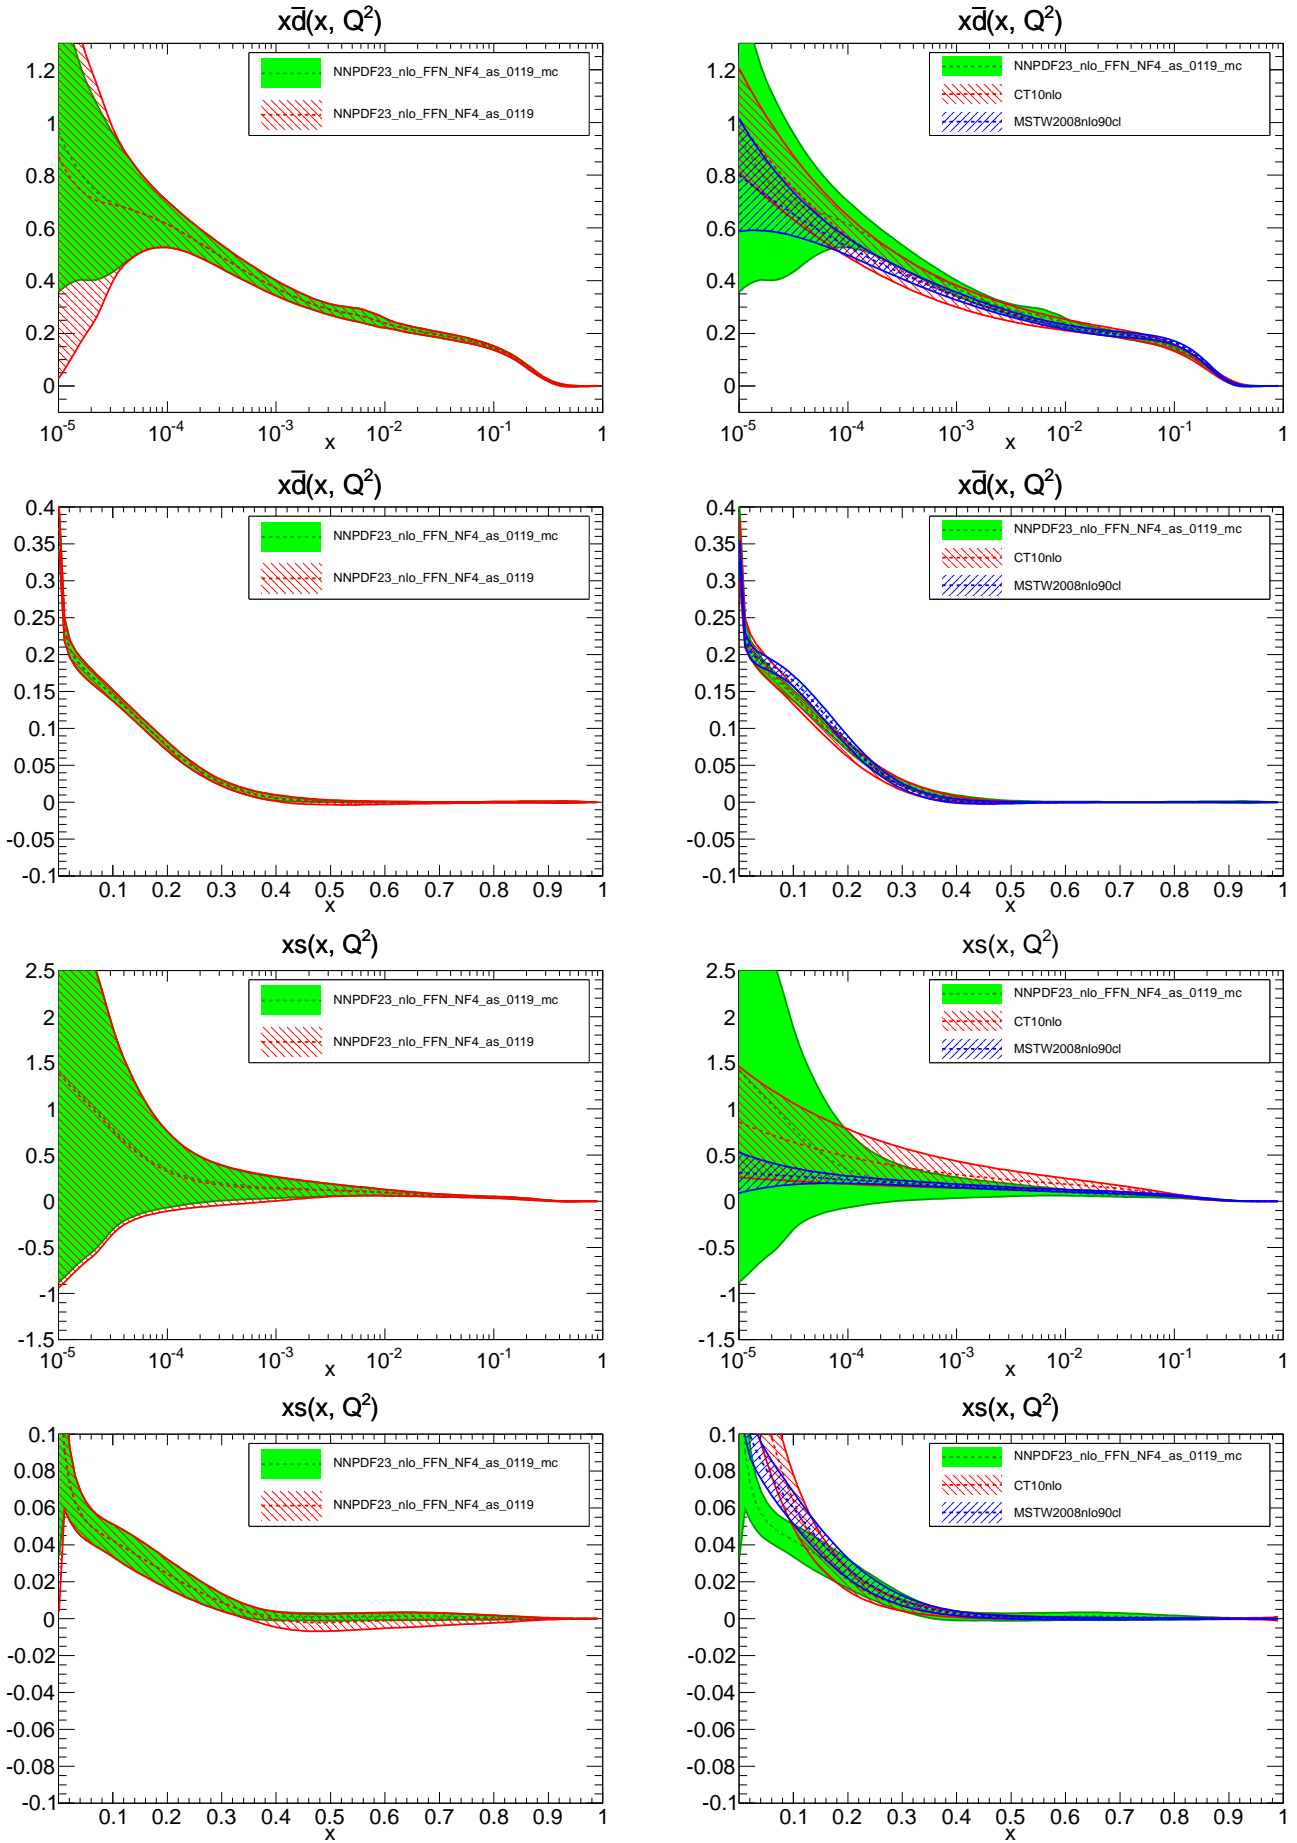 xd̅(x, Q²)
NNPDF23_nlo_FFN_NF4_as_0119_mc
NNPDF23_nlo_FFN_NF4_as_0119
1.2
1
0.8
0.6
0.4
0.2
0
10⁻⁵ 10⁻⁴ 10⁻³ 10⁻² 10⁻¹ 1
x
xd̅(x, Q²)
NNPDF23_nlo_FFN_NF4_as_0119_mc
CT10nlo
MSTW2008nlo90cl
1.2
1
0.8
0.6
0.4
0.2
0
10⁻⁵ 10⁻⁴ 10⁻³ 10⁻² 10⁻¹ 1
x
xd̅(x, Q²)
NNPDF23_nlo_FFN_NF4_as_0119_mc
NNPDF23_nlo_FFN_NF4_as_0119
0.4
0.35
0.3
0.25
0.2
0.15
0.1
0.05
0
-0.05
-0.1
0.1 0.2 0.3 0.4 0.5 0.6 0.7 0.8 0.9 1
x
xd̅(x, Q²)
NNPDF23_nlo_FFN_NF4_as_0119_mc
CT10nlo
MSTW2008nlo90cl
0.4
0.35
0.3
0.25
0.2
0.15
0.1
0.05
0
-0.05
-0.1
0.1 0.2 0.3 0.4 0.5 0.6 0.7 0.8 0.9 1
x
xs(x, Q²)
NNPDF23_nlo_FFN_NF4_as_0119_mc
NNPDF23_nlo_FFN_NF4_as_0119
2.5
2
1.5
1
0.5
0
-0.5
-1
-1.5
10⁻⁵ 10⁻⁴ 10⁻³ 10⁻² 10⁻¹ 1
x
xs(x, Q²)
NNPDF23_nlo_FFN_NF4_as_0119_mc
CT10nlo
MSTW2008nlo90cl
2.5
2
1.5
1
0.5
0
-0.5
-1
-1.5
10⁻⁵ 10⁻⁴ 10⁻³ 10⁻² 10⁻¹ 1
x
xs(x, Q²)
NNPDF23_nlo_FFN_NF4_as_0119_mc
NNPDF23_nlo_FFN_NF4_as_0119
0.1
0.08
0.06
0.04
0.02
0
-0.02
-0.04
-0.06
-0.08
-0.1
0.1 0.2 0.3 0.4 0.5 0.6 0.7 0.8 0.9 1
x
xs(x, Q²)
NNPDF23_nlo_FFN_NF4_as_0119_mc
CT10nlo
MSTW2008nlo90cl
0.1
0.08
0.06
0.04
0.02
0
-0.02
-0.04
-0.06
-0.08
-0.1
0.1 0.2 0.3 0.4 0.5 0.6 0.7 0.8 0.9 1
x